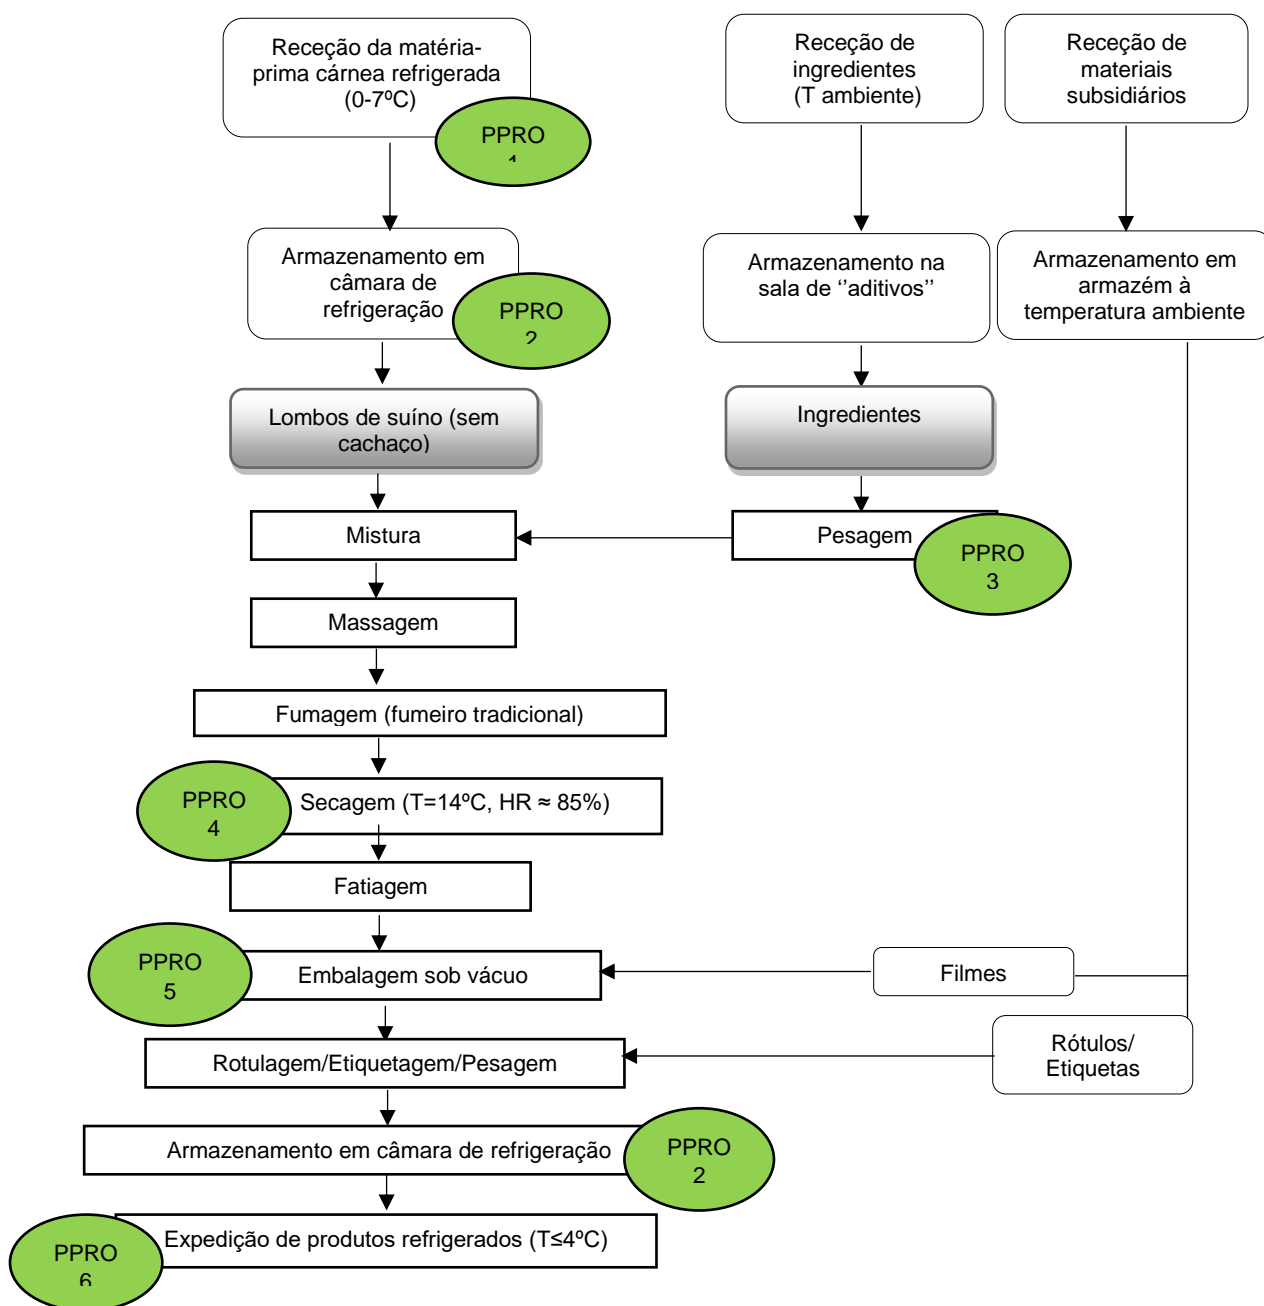 Receção da matéria-
prima cárnea refrigerada
(0-7ºC)
PPRO
1
Receção de
ingredientes
(T ambiente)
Receção de
materiais
subsidiários
Armazenamento em
câmara de
refrigeração
PPRO
2
Armazenamento na
sala de ‘‘aditivos’’
Armazenamento em
armazém à
temperatura ambiente
Lombos de suíno (sem
cachaço)
Ingredientes
Mistura
Pesagem
PPRO
3
Massagem
Fumagem (fumeiro tradicional)
PPRO
4
Secagem (T=14ºC, HR ≈ 85%)
Fatiagem
PPRO
5
Embalagem sob vácuo
Filmes
Rotulagem/Etiquetagem/Pesagem
Rótulos/
Etiquetas
Armazenamento em câmara de refrigeração
PPRO
2
Expedição de produtos refrigerados (T≤4ºC)
PPRO
6